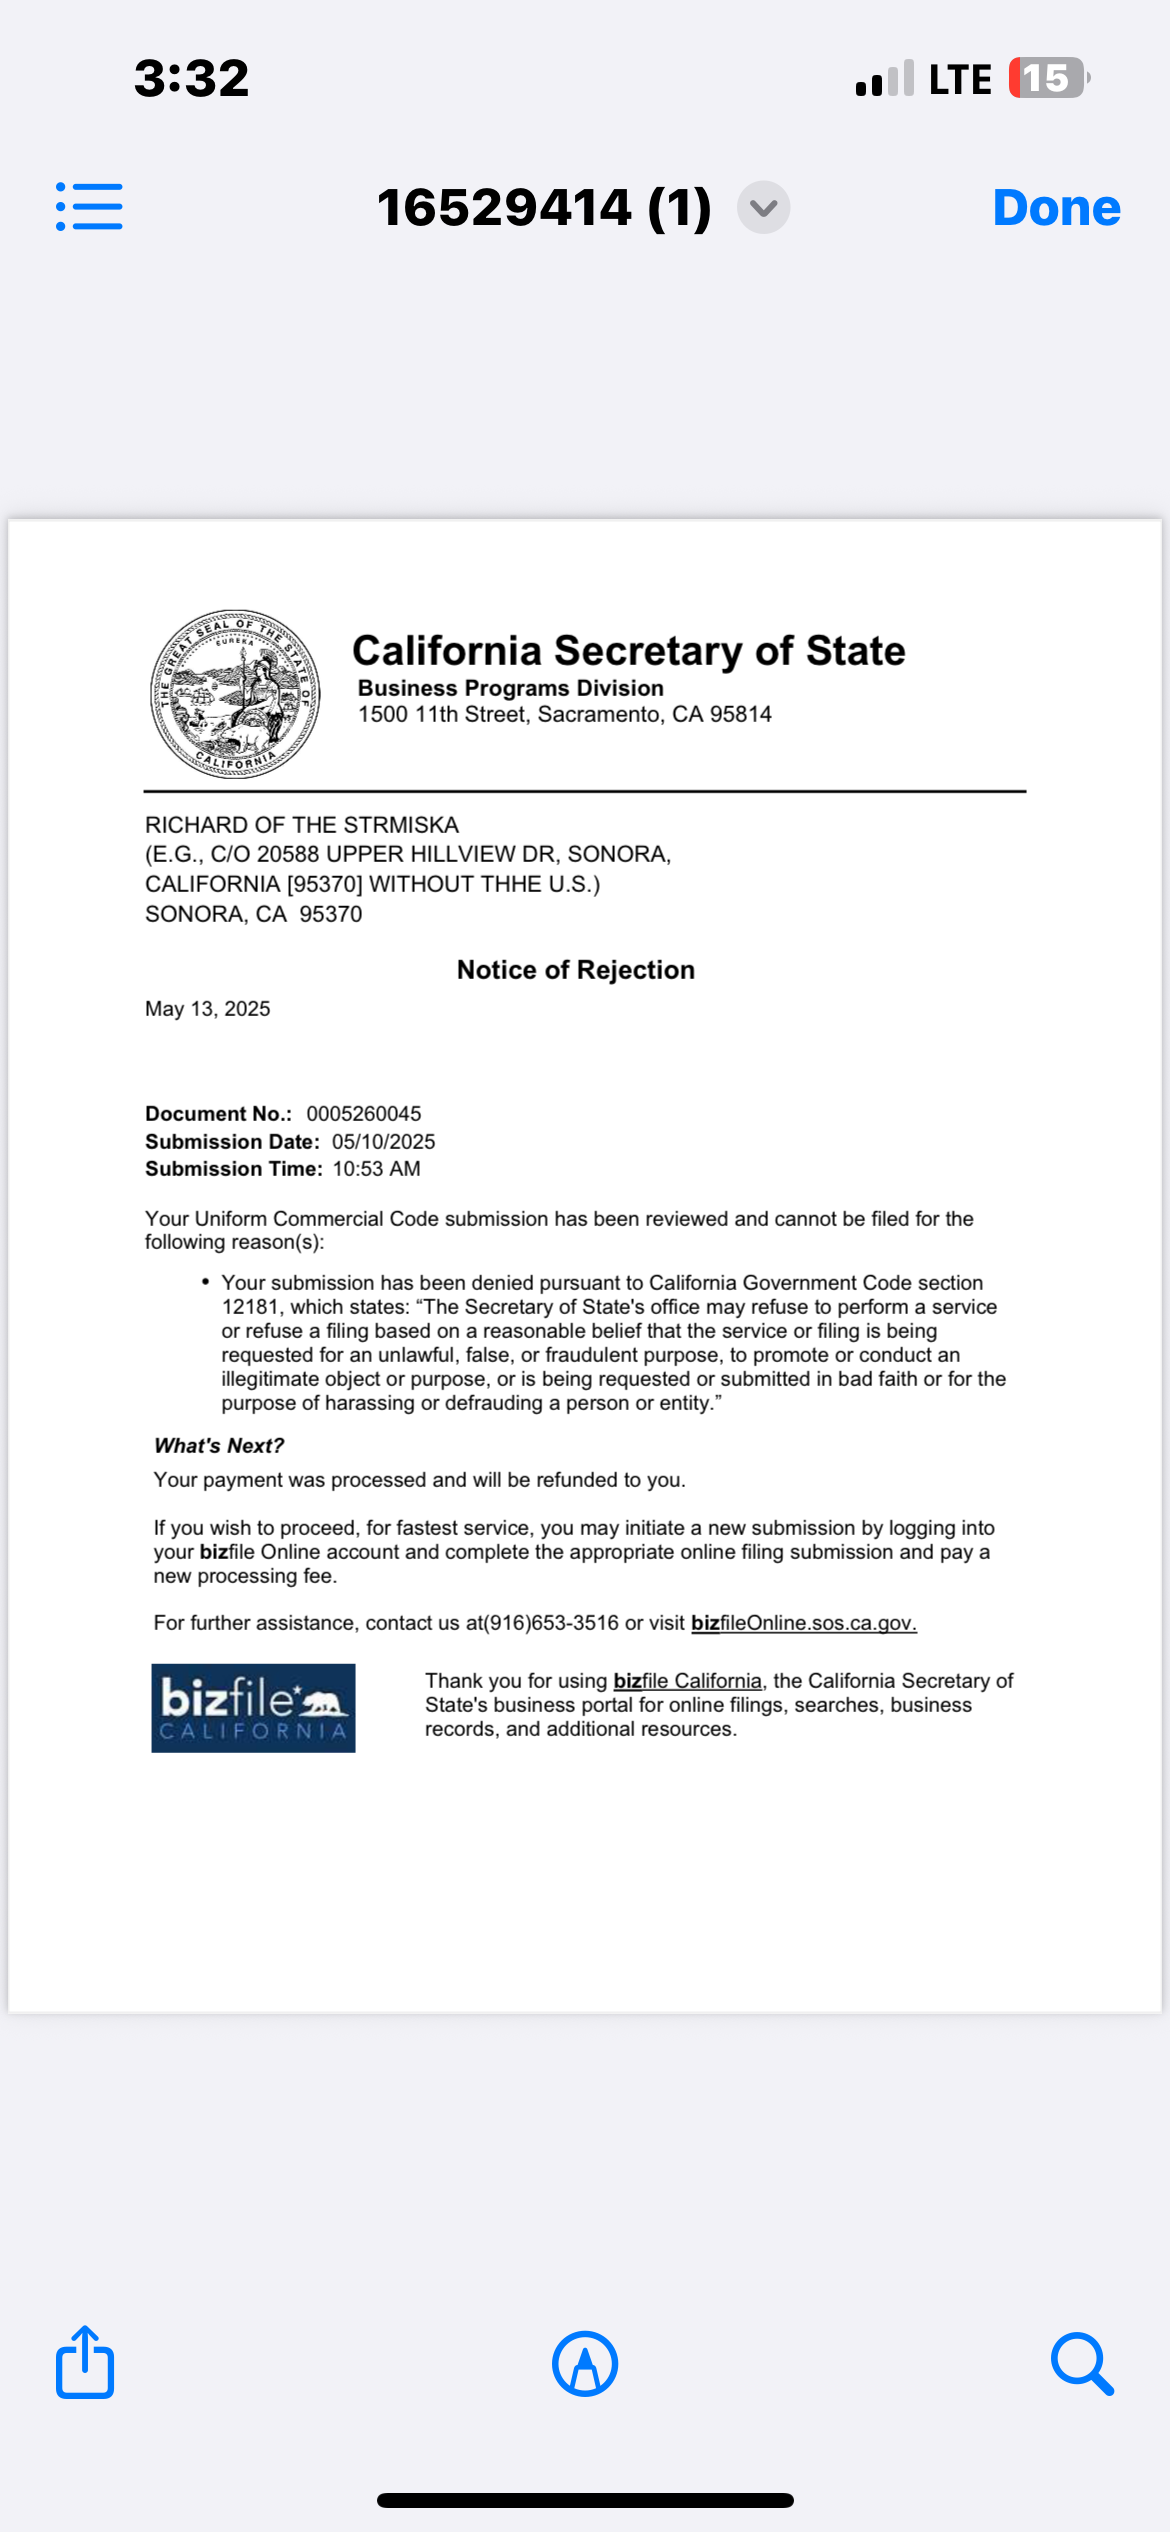 3:32
LTE 15
16529414 (1)
Done
THE GREAT SEAL OF THE STATE OF CALIFORNIA
EUREKA
California Secretary of State
Business Programs Division
1500 11th Street, Sacramento, CA 95814
RICHARD OF THE STRMISKA
(E.G., C/O 20588 UPPER HILLVIEW DR, SONORA,
CALIFORNIA [95370] WITHOUT THHE U.S.)
SONORA, CA  95370
Notice of Rejection
May 13, 2025
Document No.: 0005260045
Submission Date: 05/10/2025
Submission Time: 10:53 AM
Your Uniform Commercial Code submission has been reviewed and cannot be filed for the
following reason(s):
• Your submission has been denied pursuant to California Government Code section
12181, which states: “The Secretary of State's office may refuse to perform a service
or refuse a filing based on a reasonable belief that the service or filing is being
requested for an unlawful, false, or fraudulent purpose, to promote or conduct an
illegitimate object or purpose, or is being requested or submitted in bad faith or for the
purpose of harassing or defrauding a person or entity.”
What's Next?
Your payment was processed and will be refunded to you.
If you wish to proceed, for fastest service, you may initiate a new submission by logging into
your bizfile Online account and complete the appropriate online filing submission and pay a
new processing fee.
For further assistance, contact us at(916)653-3516 or visit bizfileOnline.sos.ca.gov.
bizfile
CALIFORNIA
Thank you for using bizfile California, the California Secretary of
State's business portal for online filings, searches, business
records, and additional resources.